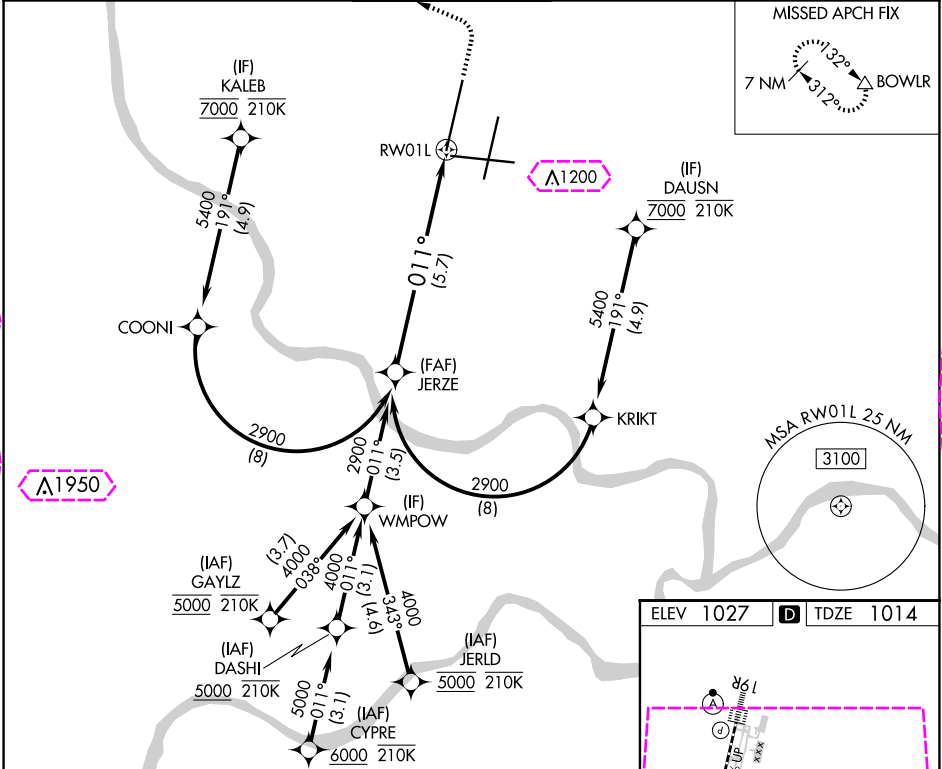 MISSED APCH FIX
7 NM
132°
312°
BOWLR
(IF)
KALEB
7000 210K
5400
191°
(4.9)
COONI
2900
(8)
RW01L
011°
(5.7)
1200
(IF)
DAUSN
7000 210K
5400
191°
(4.9)
KRIKT
2900
(8)
(FAF)
JERZE
2900
011°
(3.5)
(IF)
WMPOW
1950
(3.7)
4000
038°
(IAF)
GAYLZ
5000 210K
4000
011°
(3.1)
(IAF)
DASHI
5000 210K
4000
343°
(4.6)
(IAF)
JERLD
5000 210K
5000
011°
(3.1)
(IAF)
CYPRE
6000 210K
MSA RW01L 25 NM
3100
ELEV 1027 D TDZE 1014
19R
A
P
UP
xxx